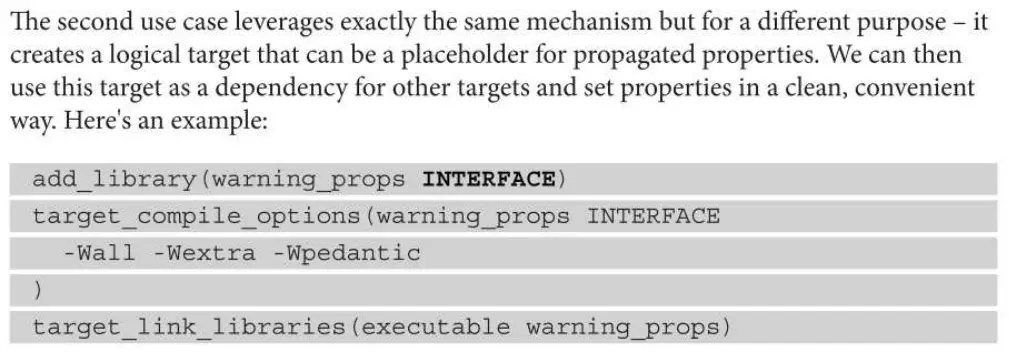 The second use case leverages exactly the same mechanism but for a different purpose – it
creates a logical target that can be a placeholder for propagated properties. We can then
use this target as a dependency for other targets and set properties in a clean, convenient
way. Here's an example:
add_library(warning_props INTERFACE)
target_compile_options(warning_props INTERFACE
  -Wall -Wextra -Wpedantic
)
target_link_libraries(executable warning_props)